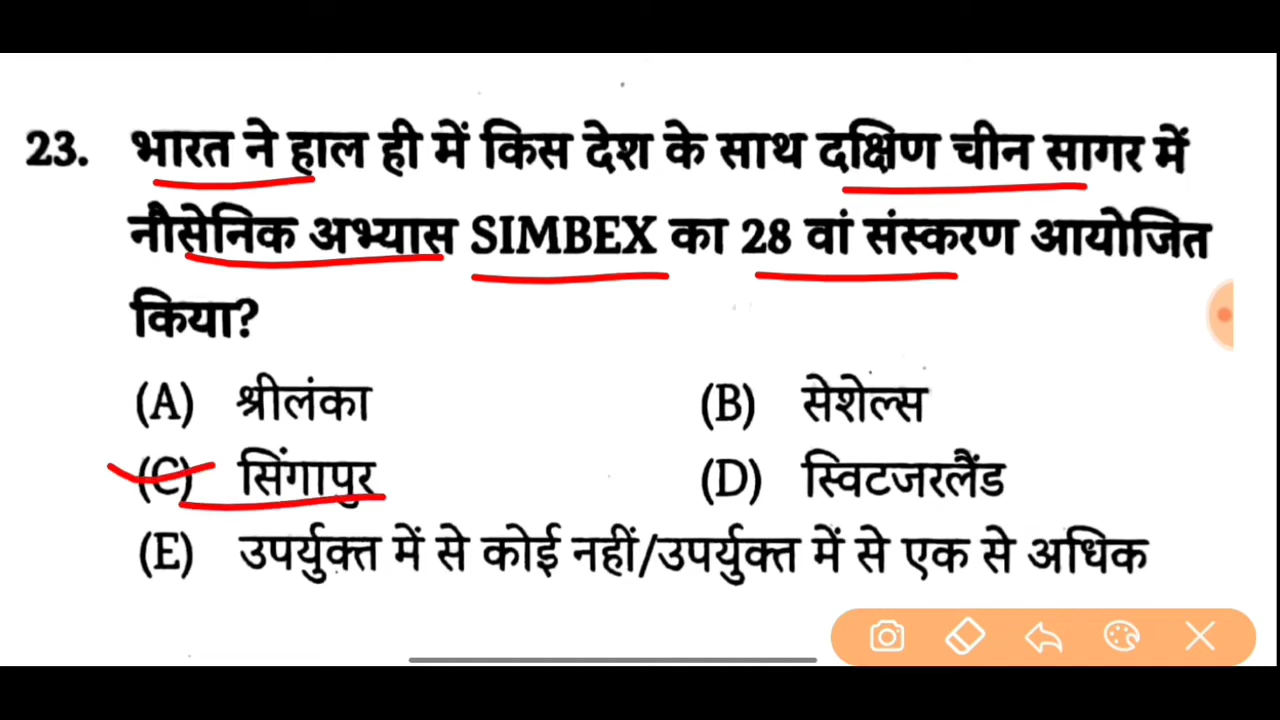 23. भारत ने हाल ही में किस देश के साथ दक्षिण चीन सागर में
नौसेनिक अभ्यास SIMBEX का 28 वां संस्करण आयोजित
किया?
(A) श्रीलंका (B) सेशेल्स
(C) सिंगापुर (D) स्विटजरलैंड
(E) उपर्युक्त में से कोई नहीं/उपर्युक्त में से एक से अधिक